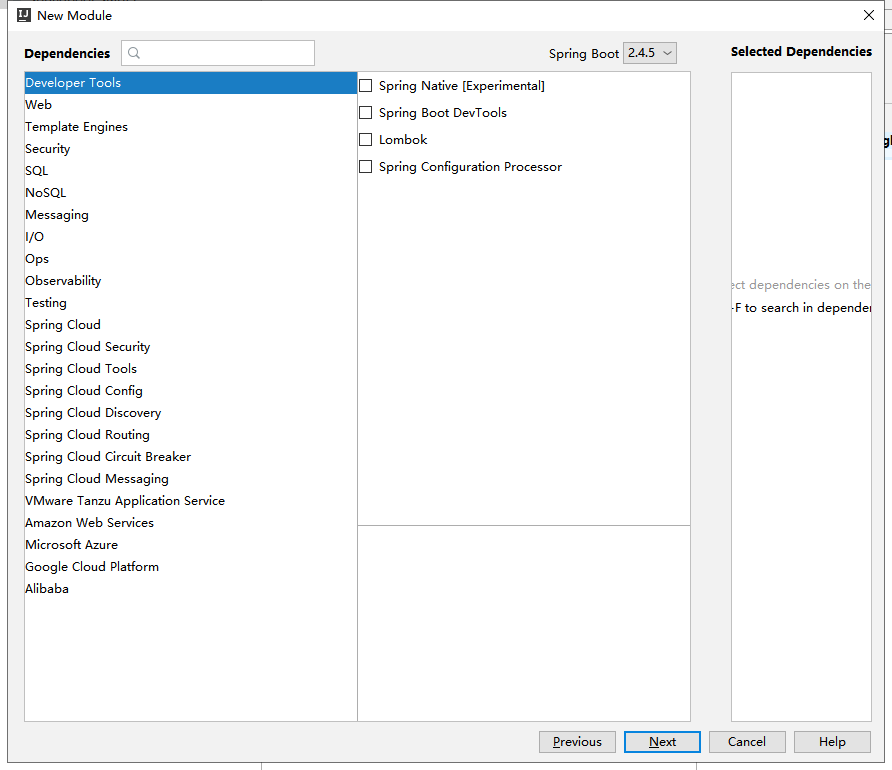 New Module
Dependencies
Spring Boot 2.4.5
Selected Dependencies
Developer Tools
Web
Template Engines
Security
SQL
NoSQL
Messaging
I/O
Ops
Observability
Testing
Spring Cloud
Spring Cloud Security
Spring Cloud Tools
Spring Cloud Config
Spring Cloud Discovery
Spring Cloud Routing
Spring Cloud Circuit Breaker
Spring Cloud Messaging
VMware Tanzu Application Service
Amazon Web Services
Microsoft Azure
Google Cloud Platform
Alibaba
Spring Native [Experimental]
Spring Boot DevTools
Lombok
Spring Configuration Processor
ect dependencies on the
-F to search in depende
Previous
Next
Cancel
Help